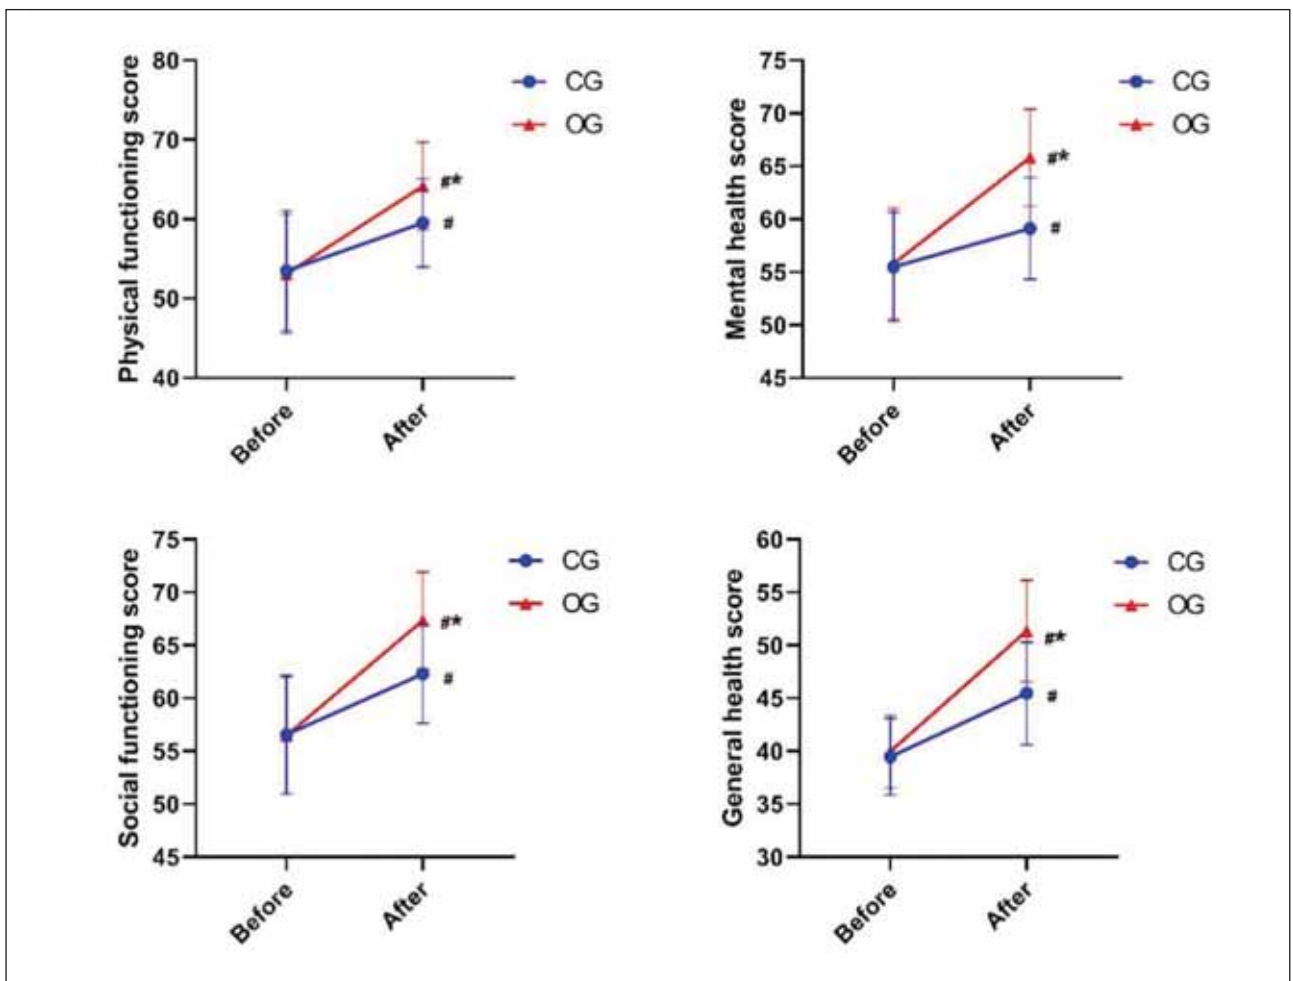 Physical functioning score
80
70
60
50
40
CG
OG
#*
#
Before
After
Mental health score
75
70
65
60
55
50
45
CG
OG
#*
#
Before
After
Social functioning score
75
70
65
60
55
50
45
CG
OG
#*
#
Before
After
General health score
60
55
50
45
40
35
30
CG
OG
#*
#
Before
After